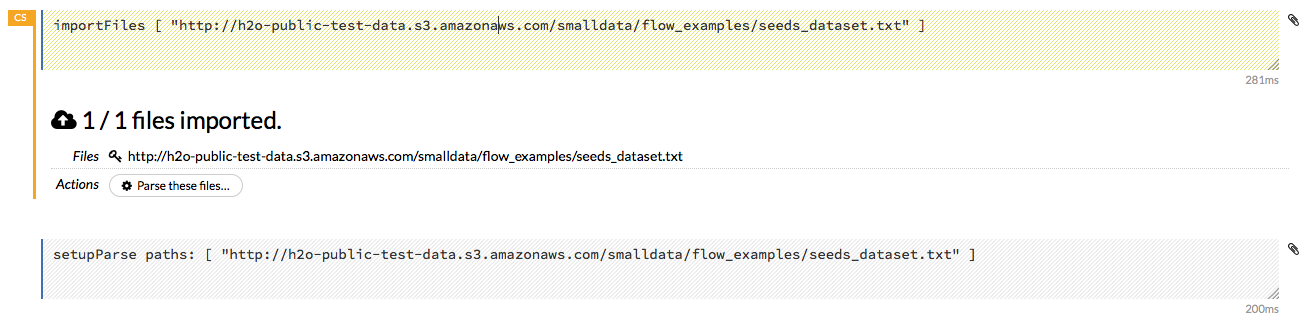 CS
importFiles [ "http://h2o-public-test-data.s3.amazonaws.com/smalldata/flow_examples/seeds_dataset.txt" ]
281ms
1 / 1 files imported.
Files http://h2o-public-test-data.s3.amazonaws.com/smalldata/flow_examples/seeds_dataset.txt
Actions Parse these files...
setupParse paths: [ "http://h2o-public-test-data.s3.amazonaws.com/smalldata/flow_examples/seeds_dataset.txt" ]
200ms